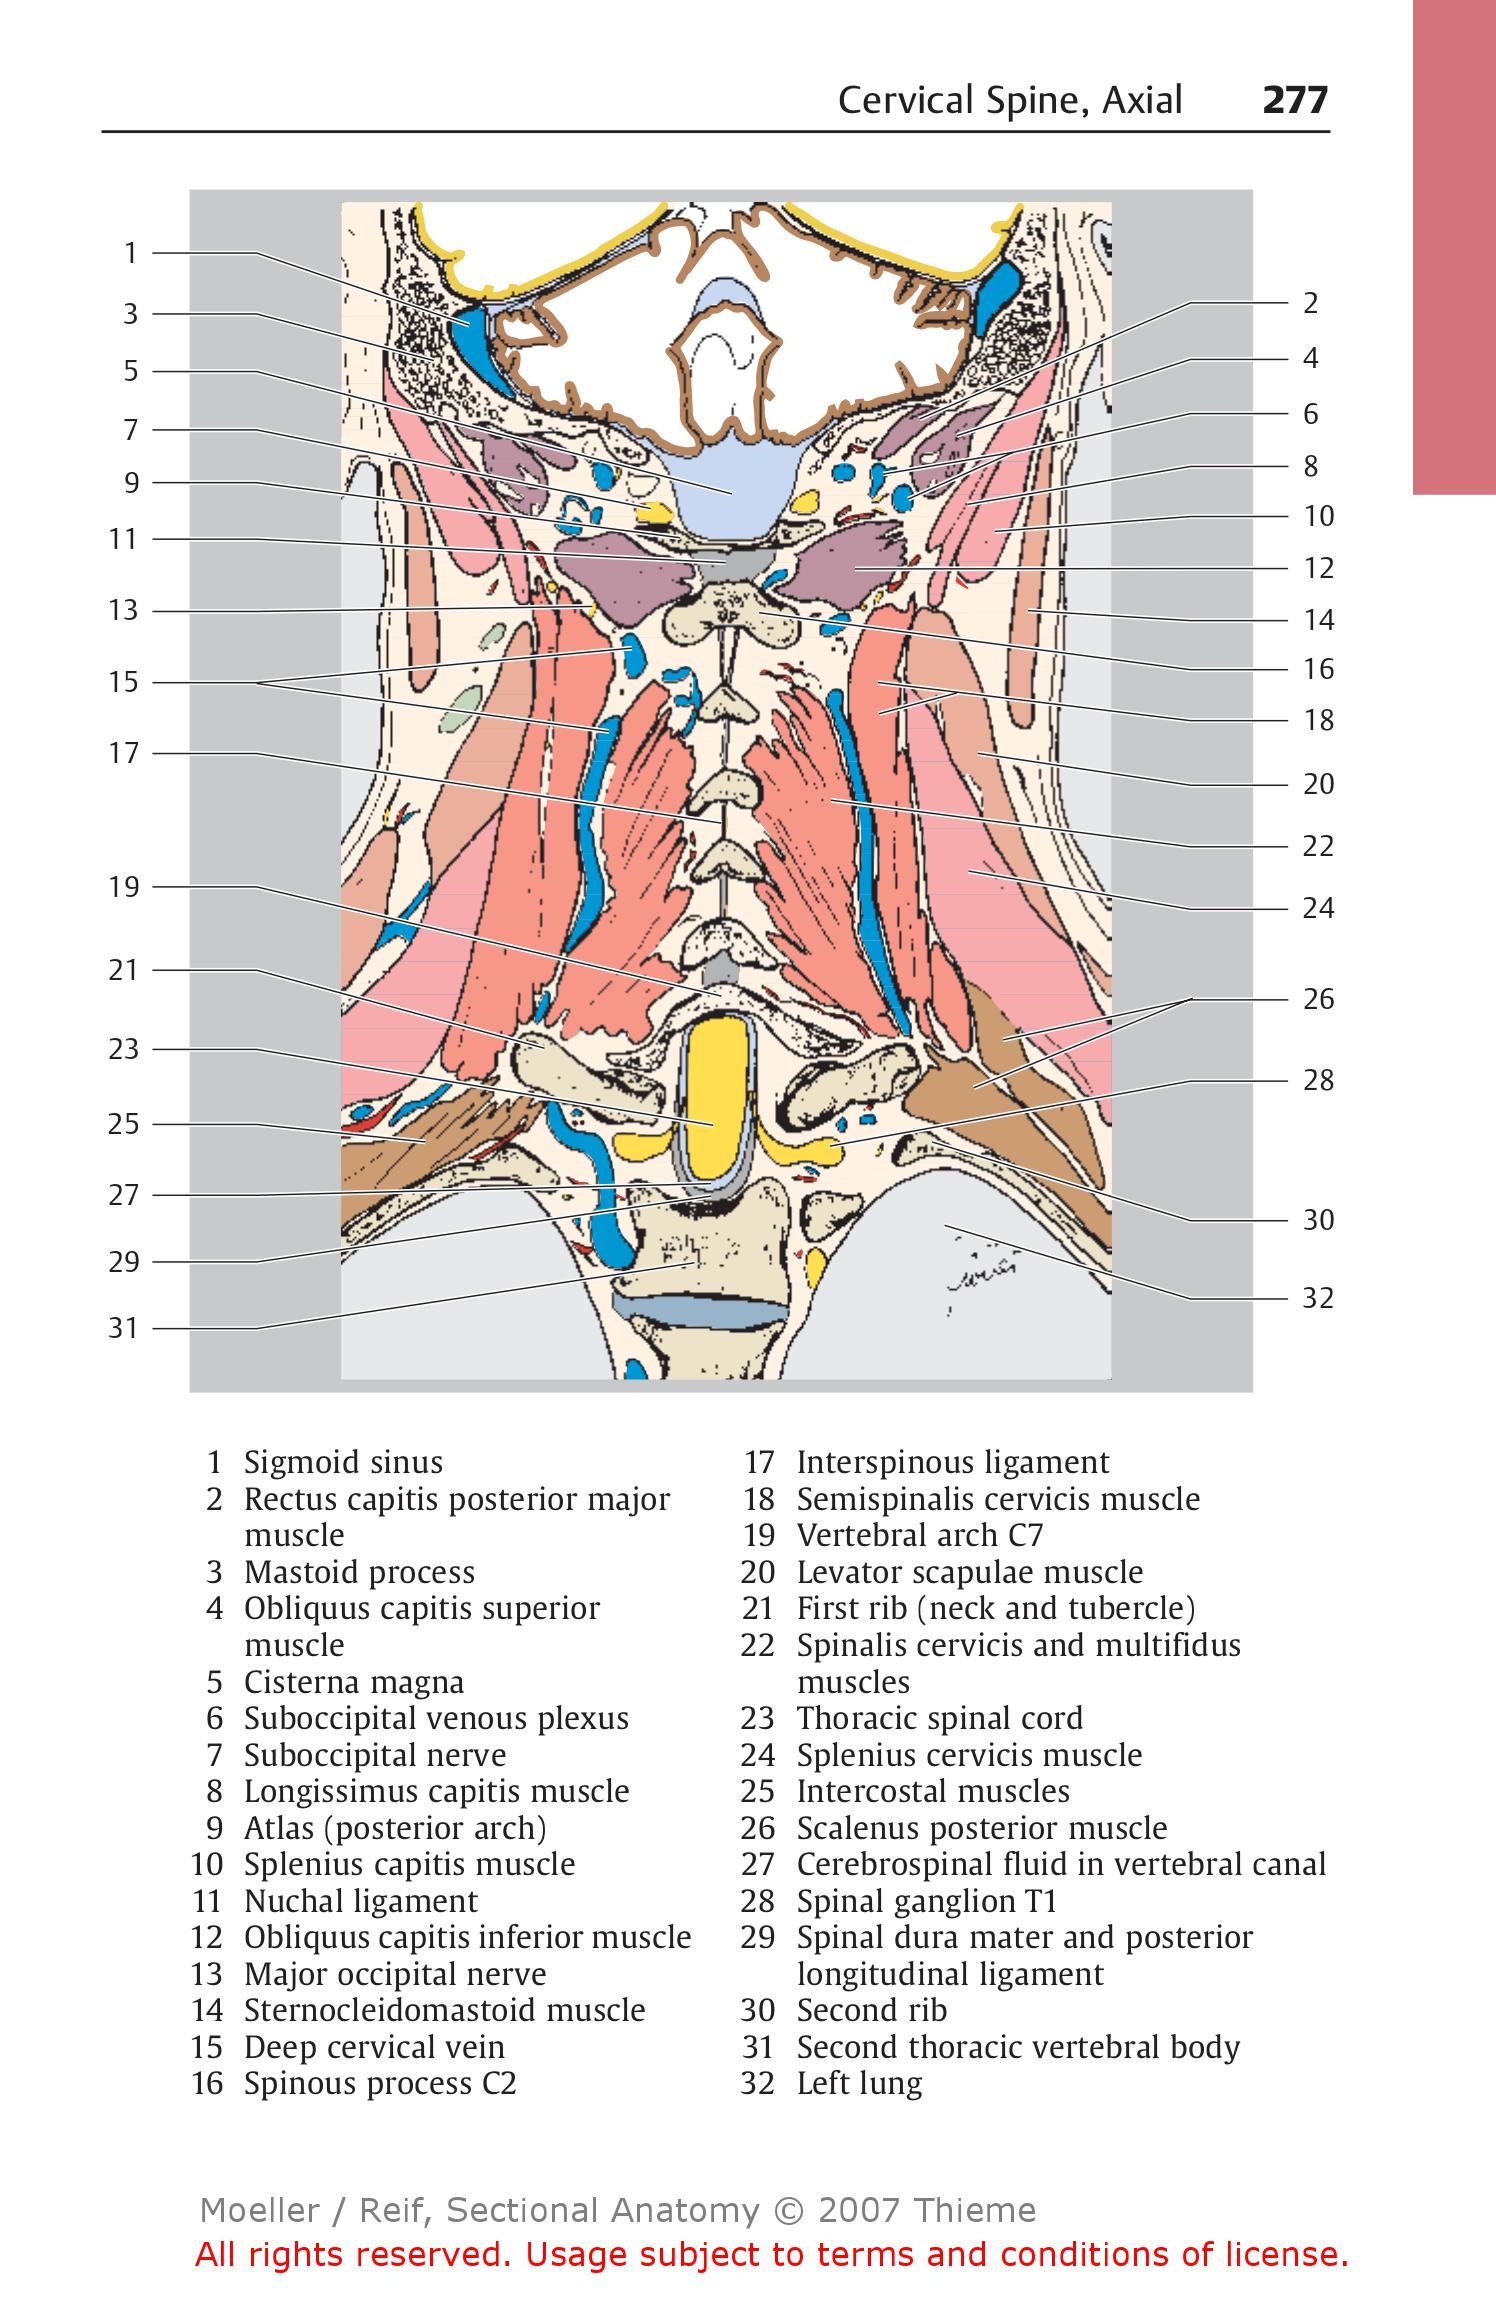 Cervical Spine, Axial 277
1
3
5
7
9
11
13
15
17
19
21
23
25
27
29
31
2
4
6
8
10
12
14
16
18
20
22
24
26
28
30
32
1 Sigmoid sinus
2 Rectus capitis posterior major
muscle
3 Mastoid process
4 Obliquus capitis superior
muscle
5 Cisterna magna
6 Suboccipital venous plexus
7 Suboccipital nerve
8 Longissimus capitis muscle
9 Atlas (posterior arch)
10 Splenius capitis muscle
11 Nuchal ligament
12 Obliquus capitis inferior muscle
13 Major occipital nerve
14 Sternocleidomastoid muscle
15 Deep cervical vein
16 Spinous process C2
17 Interspinous ligament
18 Semispinalis cervicis muscle
19 Vertebral arch C7
20 Levator scapulae muscle
21 First rib (neck and tubercle)
22 Spinalis cervicis and multifidus
muscles
23 Thoracic spinal cord
24 Splenius cervicis muscle
25 Intercostal muscles
26 Scalenus posterior muscle
27 Cerebrospinal fluid in vertebral canal
28 Spinal ganglion T1
29 Spinal dura mater and posterior
longitudinal ligament
30 Second rib
31 Second thoracic vertebral body
32 Left lung
Moeller / Reif, Sectional Anatomy © 2007 Thieme
All rights reserved. Usage subject to terms and conditions of license.